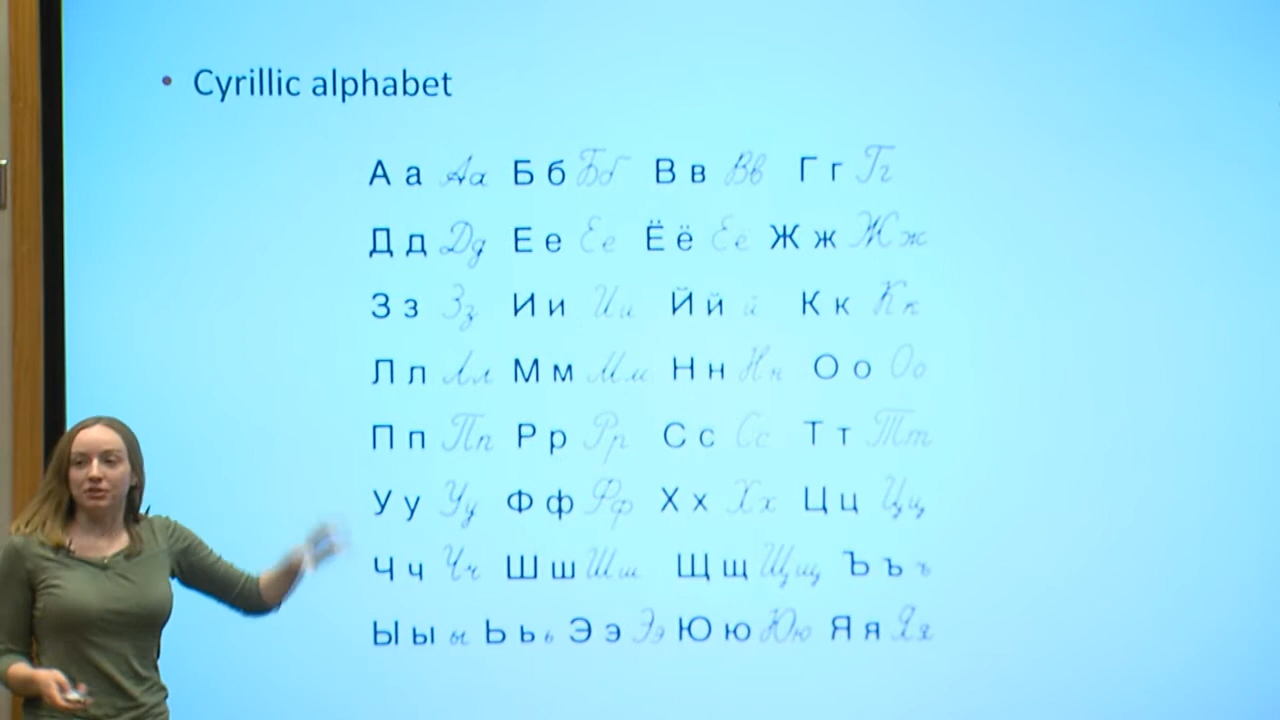 • Cyrillic alphabet
А а Аа Б б Бб В в Вв Г г Гг
Д д Дд Е е Ее Ё ё Её Ж ж Жж
З з Зз И и Ии Й й й К к Кк
Л л Лл М м Мм Н н Нн О о Оо
П п Пп Р р Рр С с Сс Т т Тт
У у Уу Ф ф Фф Х х Хх Ц ц Цц
Ч ч Чч Ш ш Шш Щ щ Щщ Ъ ъ ъ
Ы ы ы Ь ь ь Э э Ээ Ю ю Юю Я я Яя